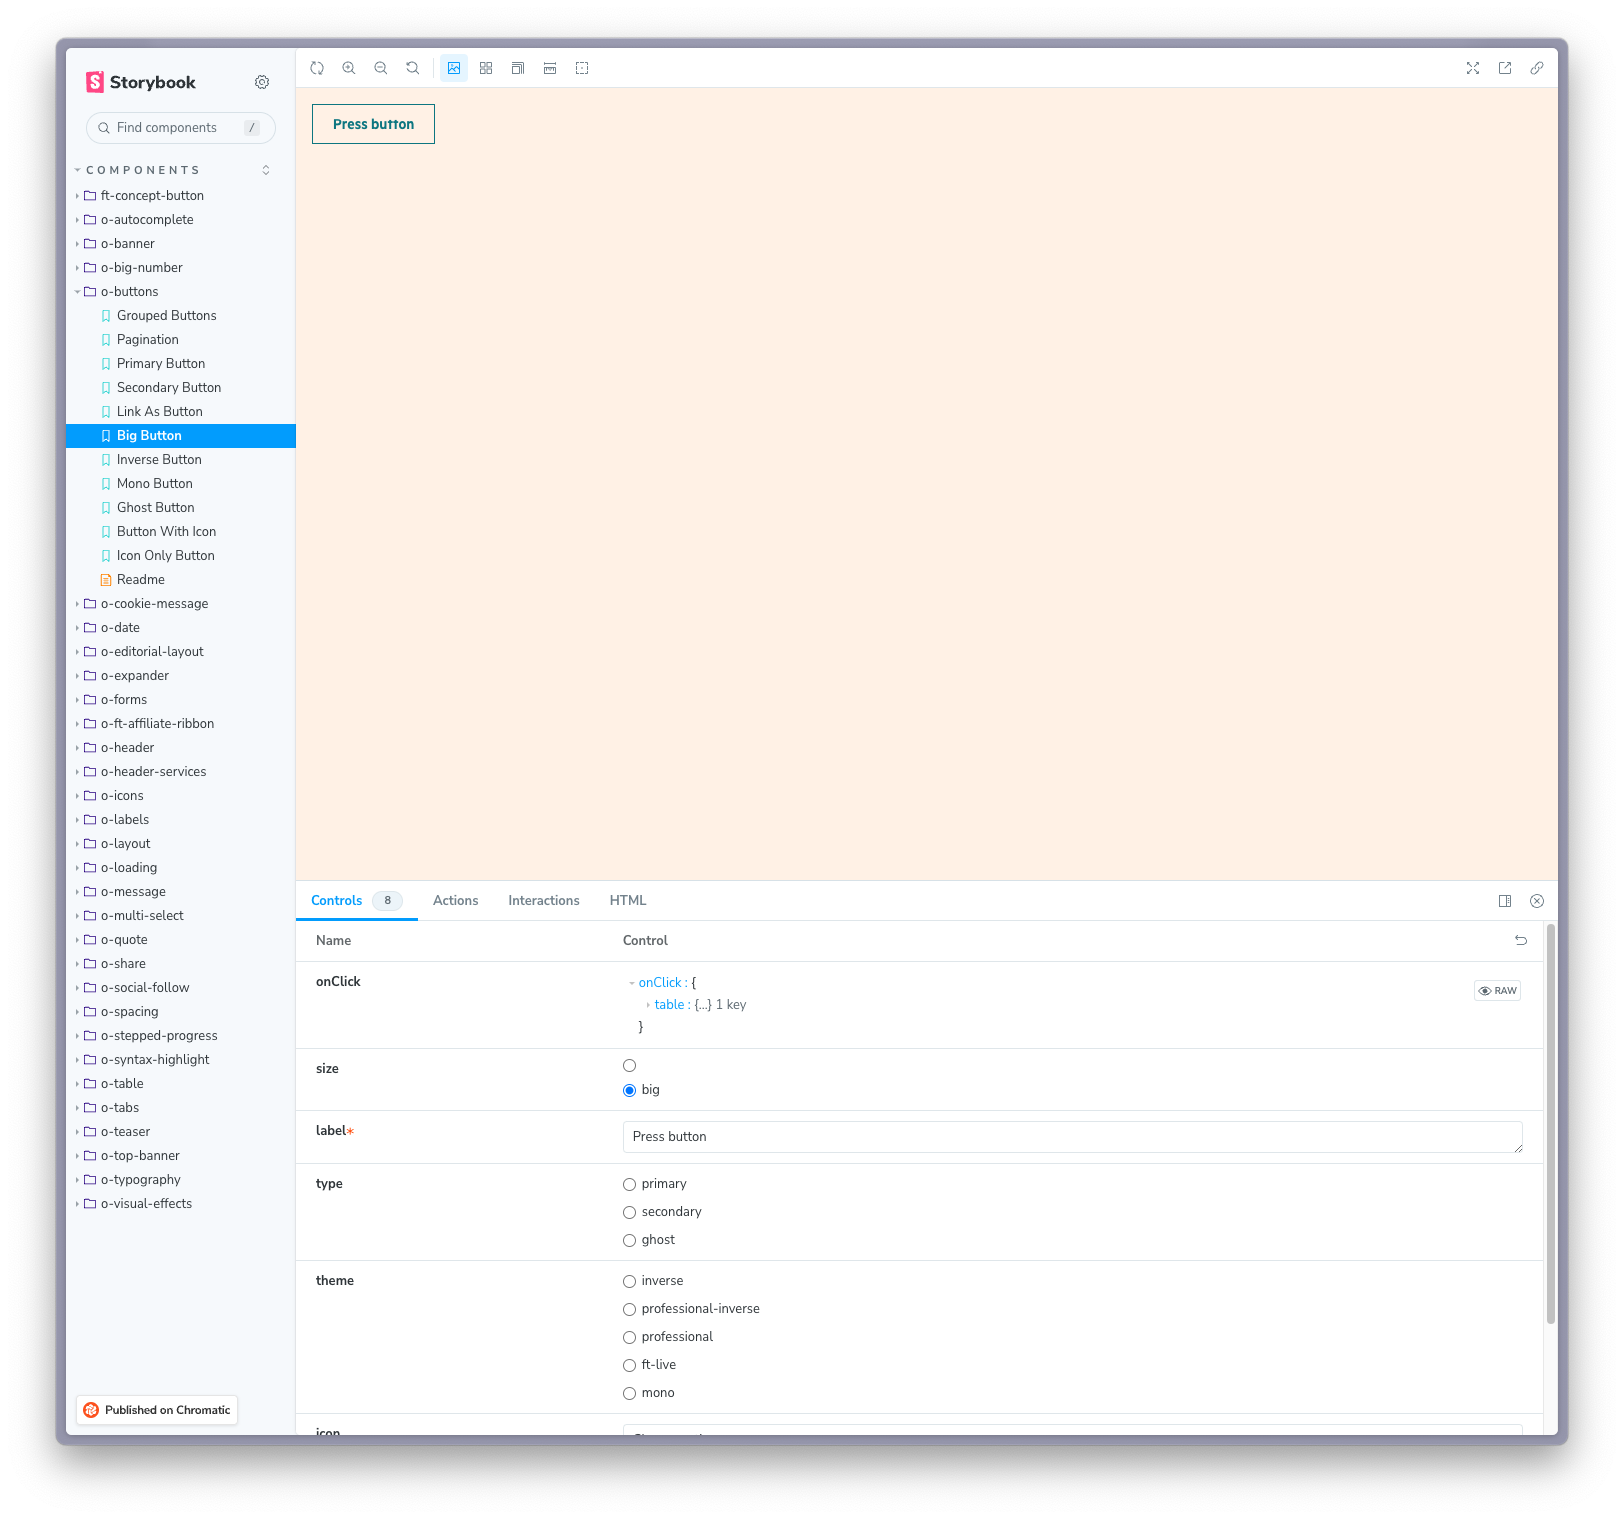 Storybook
Find components /
COMPONENTS
ft-concept-button
o-autocomplete
o-banner
o-big-number
o-buttons
Grouped Buttons
Pagination
Primary Button
Secondary Button
Link As Button
Big Button
Inverse Button
Mono Button
Ghost Button
Button With Icon
Icon Only Button
Readme
o-cookie-message
o-date
o-editorial-layout
o-expander
o-forms
o-ft-affiliate-ribbon
o-header
o-header-services
o-icons
o-labels
o-layout
o-loading
o-message
o-multi-select
o-quote
o-share
o-social-follow
o-spacing
o-stepped-progress
o-syntax-highlight
o-table
o-tabs
o-teaser
o-top-banner
o-typography
o-visual-effects
Published on Chromatic
Press button
Controls 8 Actions Interactions HTML
Name Control
onClick
onClick : {
table : {...} 1 key
}
RAW
size
big
label*
Press button
type
primary
secondary
ghost
theme
inverse
professional-inverse
professional
ft-live
mono
icon